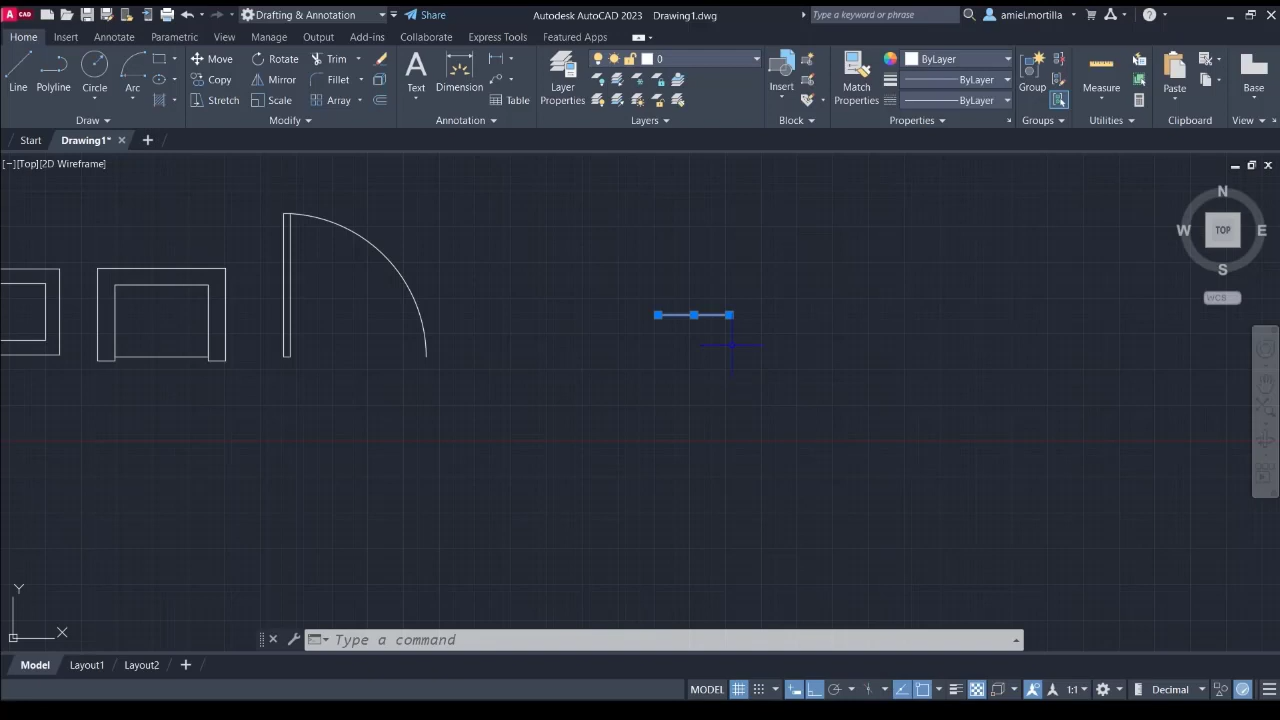 CAD
Drafting & Annotation
Share
Autodesk AutoCAD 2023 Drawing1.dwg
Type a keyword or phrase
amiel.mortilla
Home Insert Annotate Parametric View Manage Output Add-ins Collaborate Express Tools Featured Apps
Line Polyline Circle Arc
Move Rotate Trim
Copy Mirror Fillet
Stretch Scale Array
Text Dimension Table
Layer Properties
0
Insert
Match Properties
ByLayer
ByLayer
ByLayer
Group
Measure
Paste
Base
Draw Modify Annotation Layers Block Properties Groups Utilities Clipboard View
Start Drawing1*
[−][Top][2D Wireframe]
N
W TOP E
S
WCS
Y
X
Type a command
Model Layout1 Layout2
MODEL 1:1 Decimal